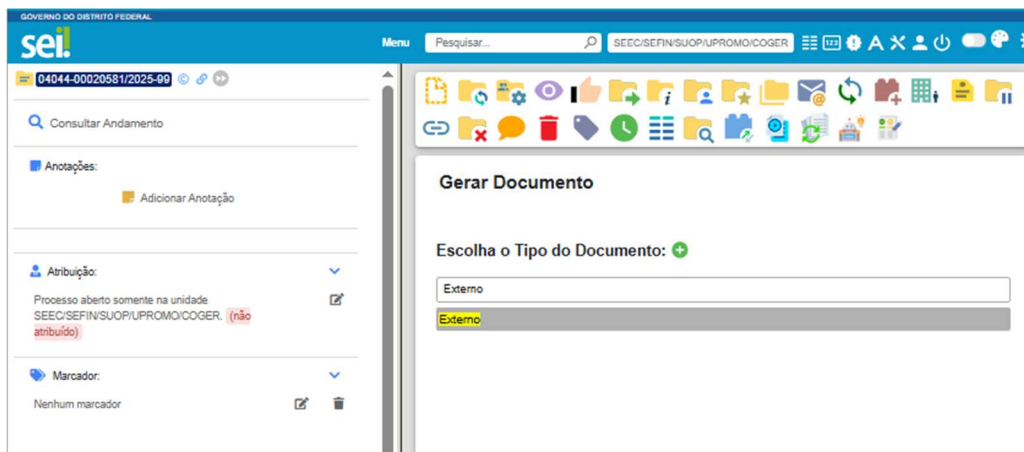 GOVERNO DO DISTRITO FEDERAL
sei!
Menu
Pesquisar...
SEEC/SEFIN/SUOP/UPROMO/COGER
04044-00020581/2025-99
Consultar Andamento
Anotações:
Adicionar Anotação
Atribuição:
Processo aberto somente na unidade
SEEC/SEFIN/SUOP/UPROMO/COGER. (não
atribuído)
Marcador:
Nenhum marcador
Gerar Documento
Escolha o Tipo do Documento:
Externo
Externo